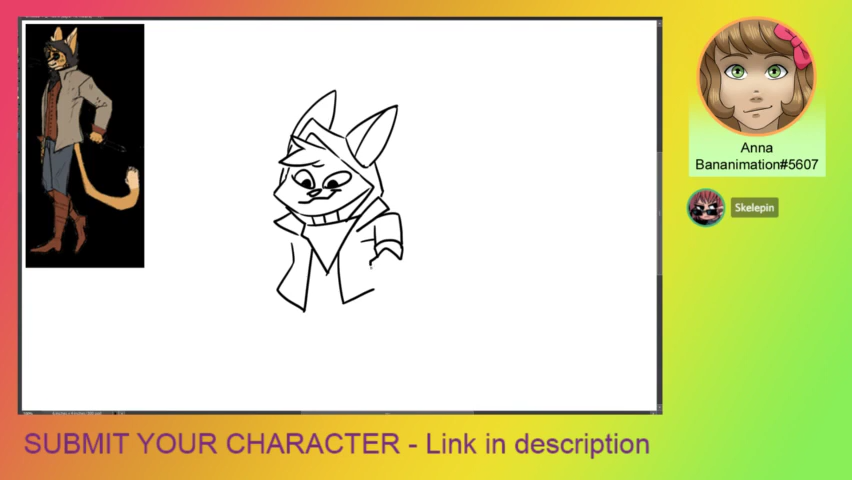 Anna
Bananimation#5607
Skelepin
SUBMIT YOUR CHARACTER - Link in description